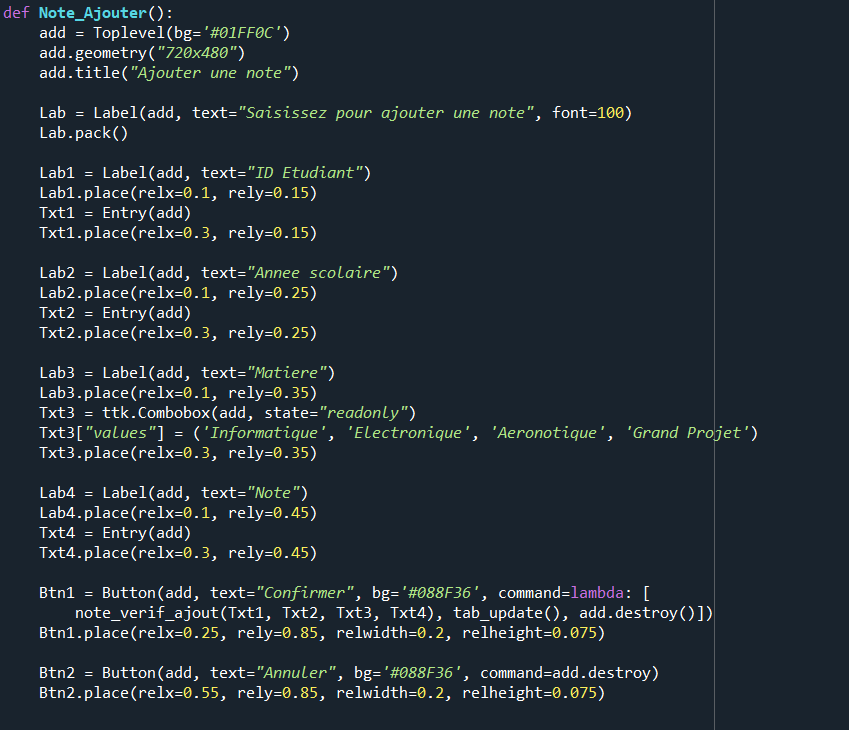 def Note_Ajouter():
    add = Toplevel(bg='#01FF0C')
    add.geometry("720x480")
    add.title("Ajouter une note")

    Lab = Label(add, text="Saisissez pour ajouter une note", font=100)
    Lab.pack()

    Lab1 = Label(add, text="ID Etudiant")
    Lab1.place(relx=0.1, rely=0.15)
    Txt1 = Entry(add)
    Txt1.place(relx=0.3, rely=0.15)

    Lab2 = Label(add, text="Annee scolaire")
    Lab2.place(relx=0.1, rely=0.25)
    Txt2 = Entry(add)
    Txt2.place(relx=0.3, rely=0.25)

    Lab3 = Label(add, text="Matiere")
    Lab3.place(relx=0.1, rely=0.35)
    Txt3 = ttk.Combobox(add, state="readonly")
    Txt3["values"] = ('Informatique', 'Electronique', 'Aeronotique', 'Grand Projet')
    Txt3.place(relx=0.3, rely=0.35)

    Lab4 = Label(add, text="Note")
    Lab4.place(relx=0.1, rely=0.45)
    Txt4 = Entry(add)
    Txt4.place(relx=0.3, rely=0.45)

    Btn1 = Button(add, text="Confirmer", bg='#088F36', command=lambda: [
        note_verif_ajout(Txt1, Txt2, Txt3, Txt4), tab_update(), add.destroy()])
    Btn1.place(relx=0.25, rely=0.85, relwidth=0.2, relheight=0.075)

    Btn2 = Button(add, text="Annuler", bg='#088F36', command=add.destroy)
    Btn2.place(relx=0.55, rely=0.85, relwidth=0.2, relheight=0.075)